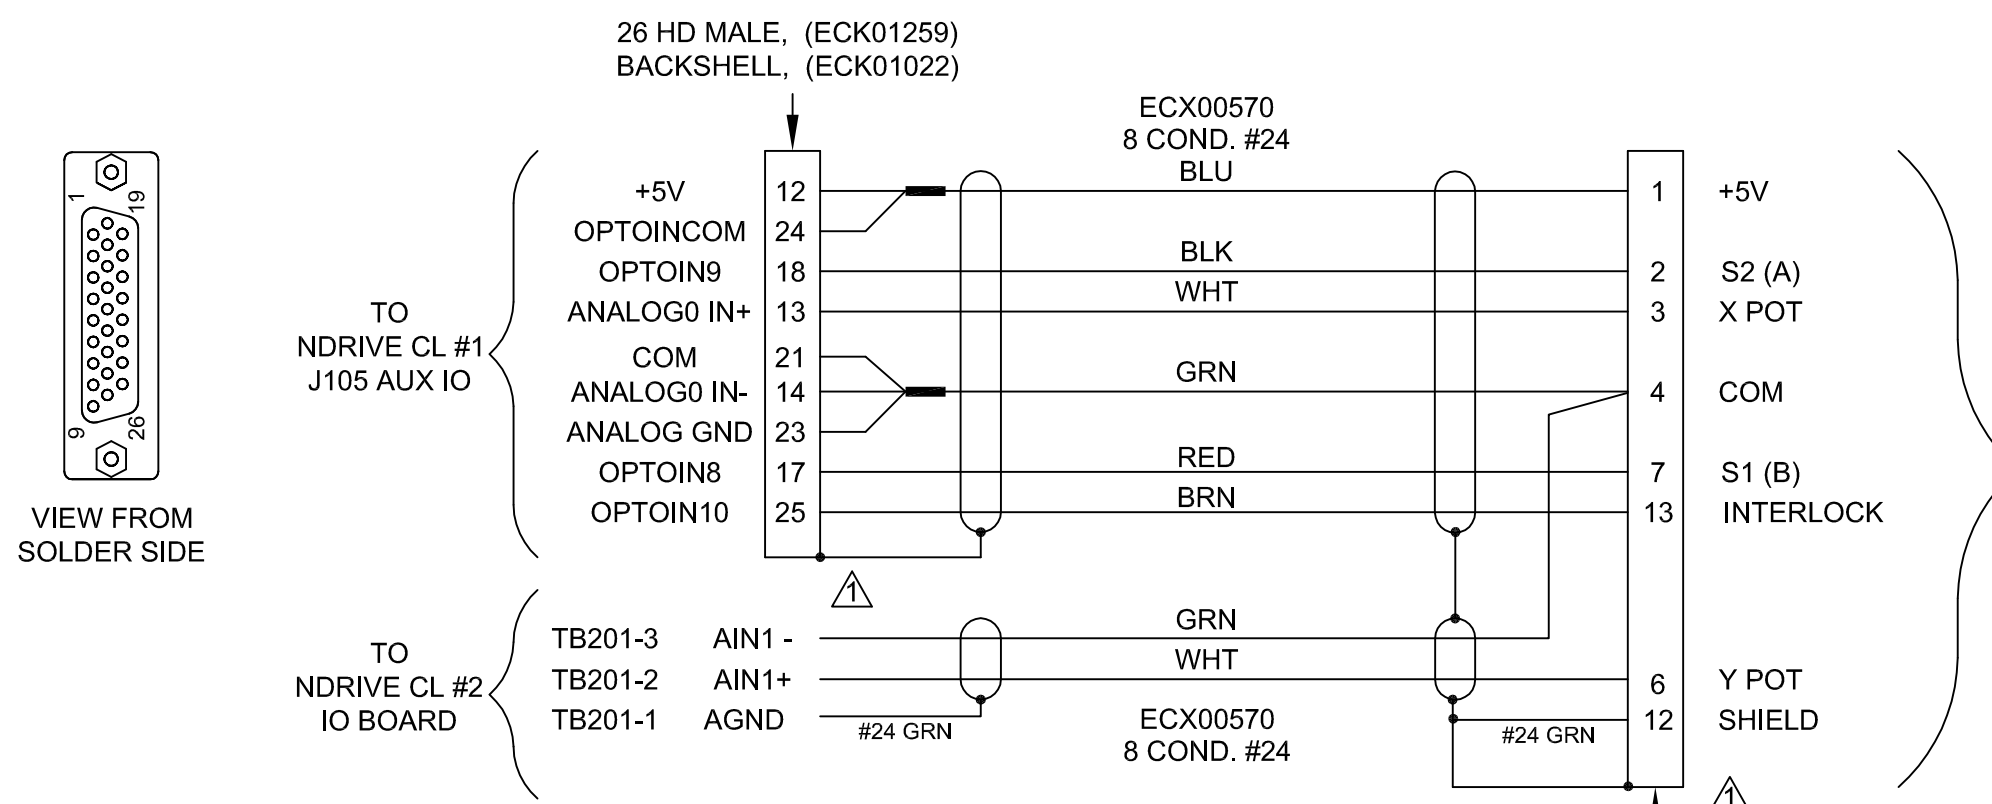 26 HD MALE, (ECK01259)
BACKSHELL, (ECK01022)
ECX00570
8 COND. #24
1
19
9
26
VIEW FROM
SOLDER SIDE
TO
NDRIVE CL #1
J105 AUX IO
+5V 12 BLU 1 +5V
OPTOINCOM 24
OPTOIN9 18 BLK 2 S2 (A)
ANALOG0 IN+ 13 WHT 3 X POT
COM 21
ANALOG0 IN- 14 GRN 4 COM
ANALOG GND 23
OPTOIN8 17 RED 7 S1 (B)
OPTOIN10 25 BRN 13 INTERLOCK
1
TO
NDRIVE CL #2
IO BOARD
TB201-3 AIN1 - GRN
TB201-2 AIN1+ WHT 6 Y POT
TB201-1 AGND #24 GRN #24 GRN 12 SHIELD
ECX00570
8 COND. #24
1